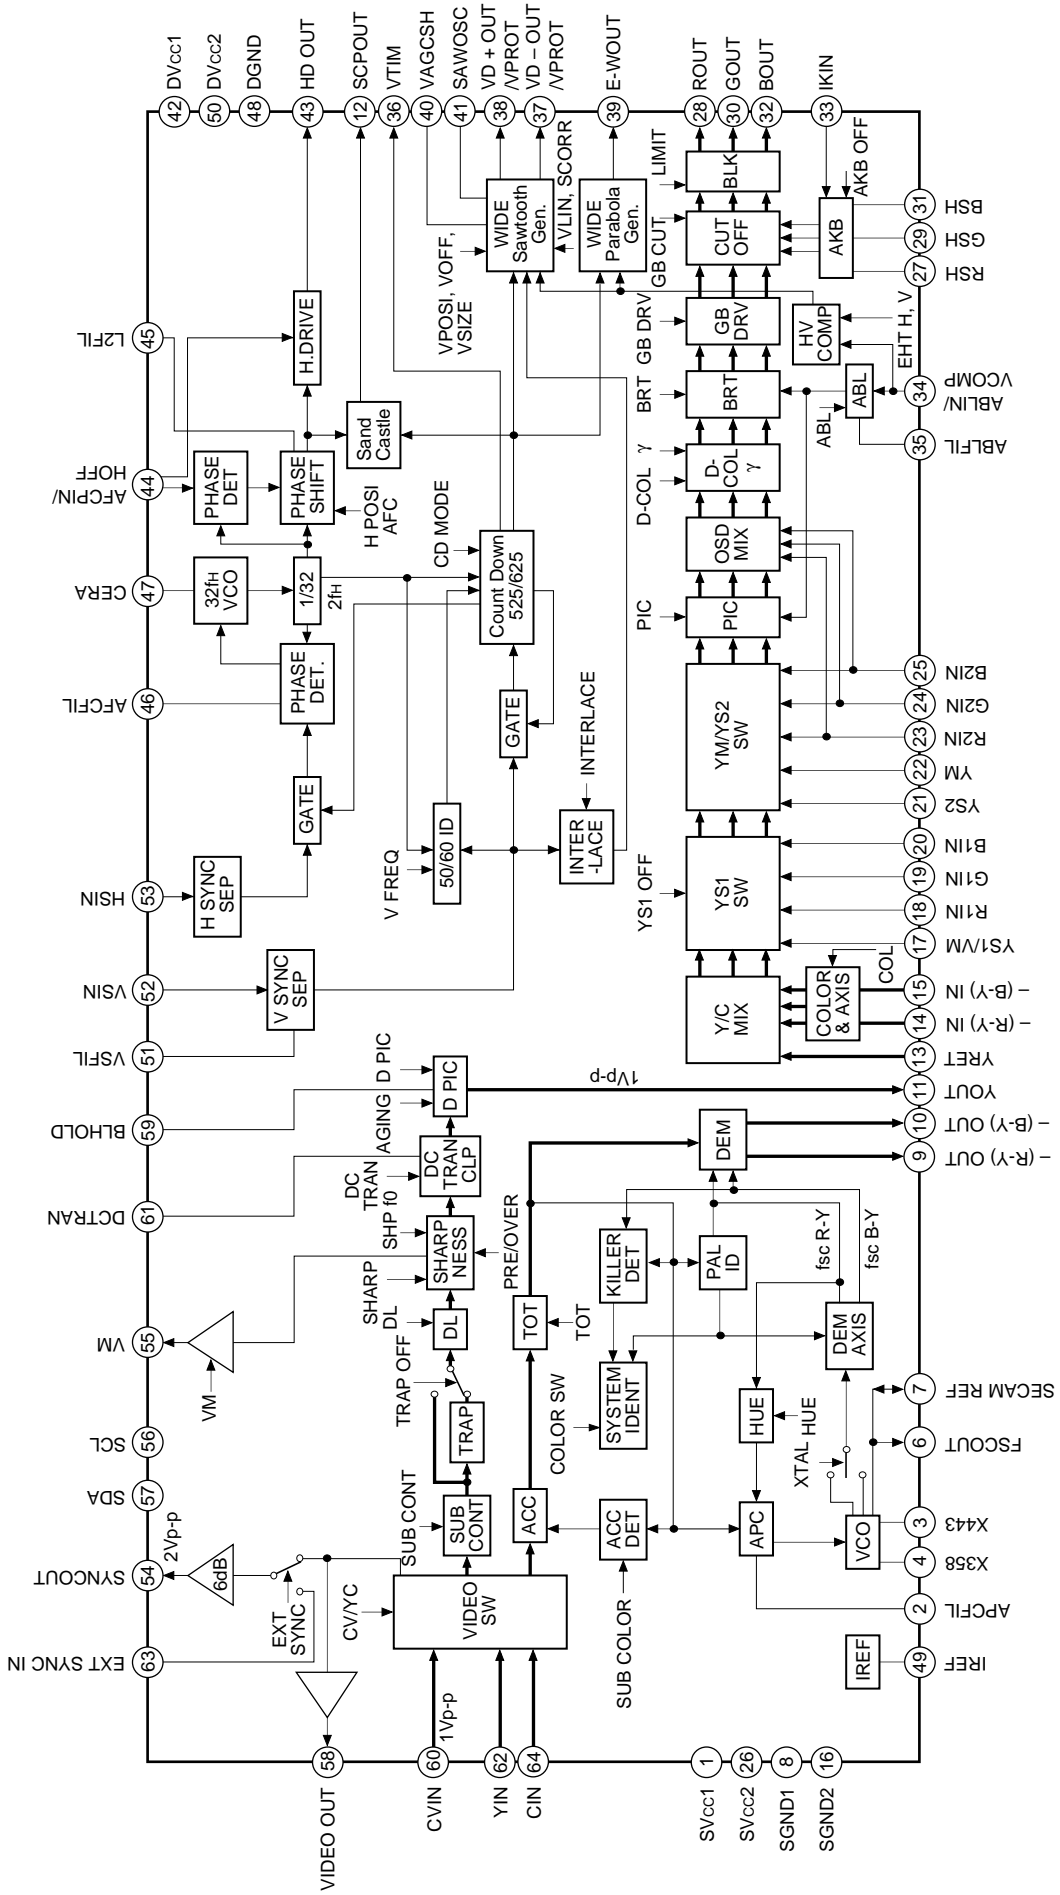 42 DVcc1
50 DVcc2
48 DGND
43 HD OUT
12 SCPOUT
36 VTIM
40 VAGCSH
41 SAWOSC
38 VD + OUT
/VPROT
37 VD – OUT
/VPROT
39 E-WOUT
28 ROUT
30 GOUT
32 BOUT
33 IKIN
31 BSH
29 GSH
27 RSH
34 ABLIN/
VCOMP
35 ABLFIL
25 B2IN
24 G2IN
23 R2IN
22 YM
21 YS2
20 B1IN
19 G1IN
18 R1IN
17 YS1/VM
15 – (B-Y) IN
14 – (R-Y) IN
13 YRET
11 YOUT
10 – (B-Y) OUT
9 – (R-Y) OUT
7 SECAM REF
6 FSCOUT
3 X443
4 X358
2 APCFIL
49 IREF
SVcc1 1
SVcc2 26
SGND1 8
SGND2 16
CIN 64
YIN 62
CVIN 60
VIDEO OUT 58
EXT SYNC IN 63
SYNCOUT 54
SDA 57
SCL 56
VM 55
DCTRAN 61
BLHOLD 59
VSFIL 51
VSIN 52
HSIN 53
AFCFIL 46
CERA 47
AFCPIN/
HOFF 44
L2FIL 45
H.DRIVE
Sand
Castle
PHASE
DET
PHASE
SHIFT
H POSI
AFC
32fH
VCO
1/32
2fH
PHASE
DET.
GATE
H SYNC
SEP
V SYNC
SEP
V FREQ
50/60 ID
CD MODE
Count Down
525/625
GATE
INTER
-LACE
INTERLACE
VPOSI, VOFF,
VSIZE
WIDE
Sawtooth
Gen.
VLIN, SCORR
WIDE
Parabola
Gen.
LIMIT
BLK
GB CUT
CUT
OFF
AKB
AKB OFF
GB DRV
GB
DRV
HV
COMP
EHT H, V
BRT
BRT
ABL
ABL
D-COL
γ
D-
COL
γ
OSD
MIX
PIC
PIC
YM/YS2
SW
YS1 OFF
YS1
SW
Y/C
MIX
COLOR
& AXIS
COL
1Vp-p
D PIC
AGING
D PIC
DC
TRAN
DC
TRAN
CLP
SHP f0
SHARP
SHARP
NESS
PRE/OVER
DL
DL
TRAP OFF
TRAP
SUB CONT
SUB
CONT
VM
2Vp-p
6dB
EXT
SYNC
CV/YC
VIDEO
SW
1Vp-p
ACC
TOT
TOT
DEM
KILLER
DET
PAL
ID
fsc R-Y
fsc B-Y
COLOR SW
SYSTEM
IDENT
DEM
AXIS
HUE
HUE
XTAL
SUB COLOR
ACC
DET
APC
VCO
IREF